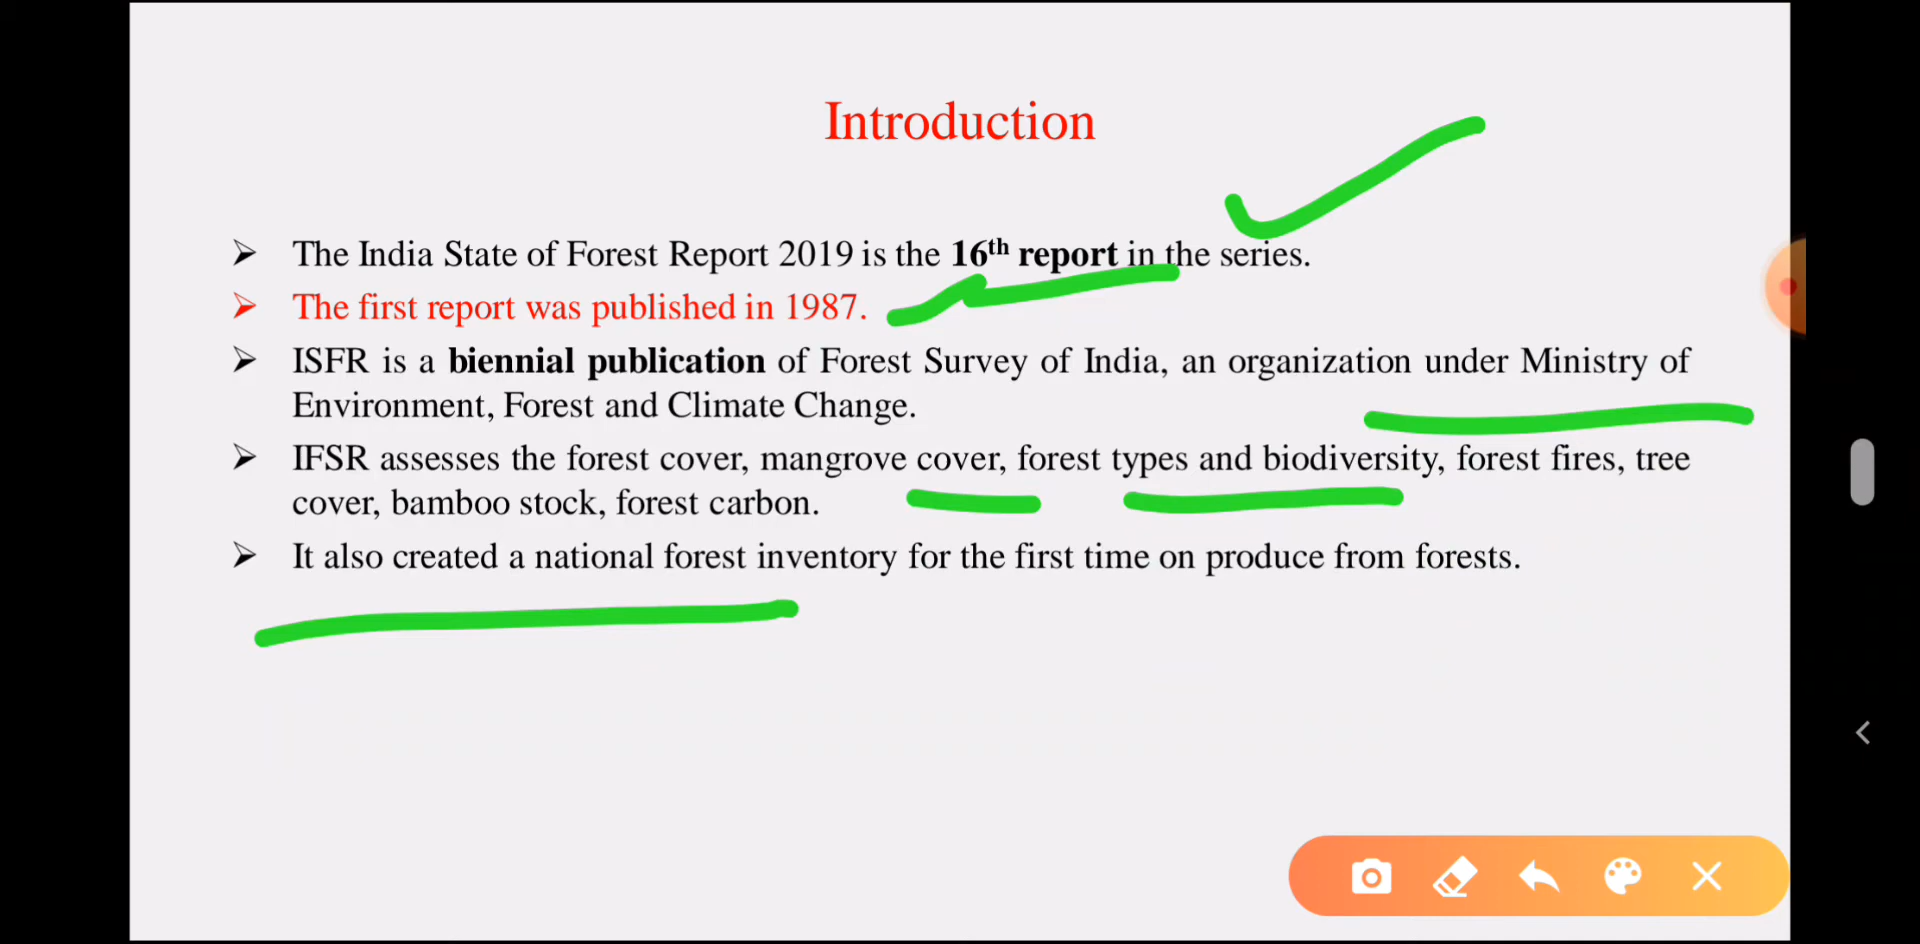 Introduction
➢ The India State of Forest Report 2019 is the 16th report in the series.
➢ The first report was published in 1987.
➢ ISFR is a biennial publication of Forest Survey of India, an organization under Ministry of
Environment, Forest and Climate Change.
➢ IFSR assesses the forest cover, mangrove cover, forest types and biodiversity, forest fires, tree
cover, bamboo stock, forest carbon.
➢ It also created a national forest inventory for the first time on produce from forests.